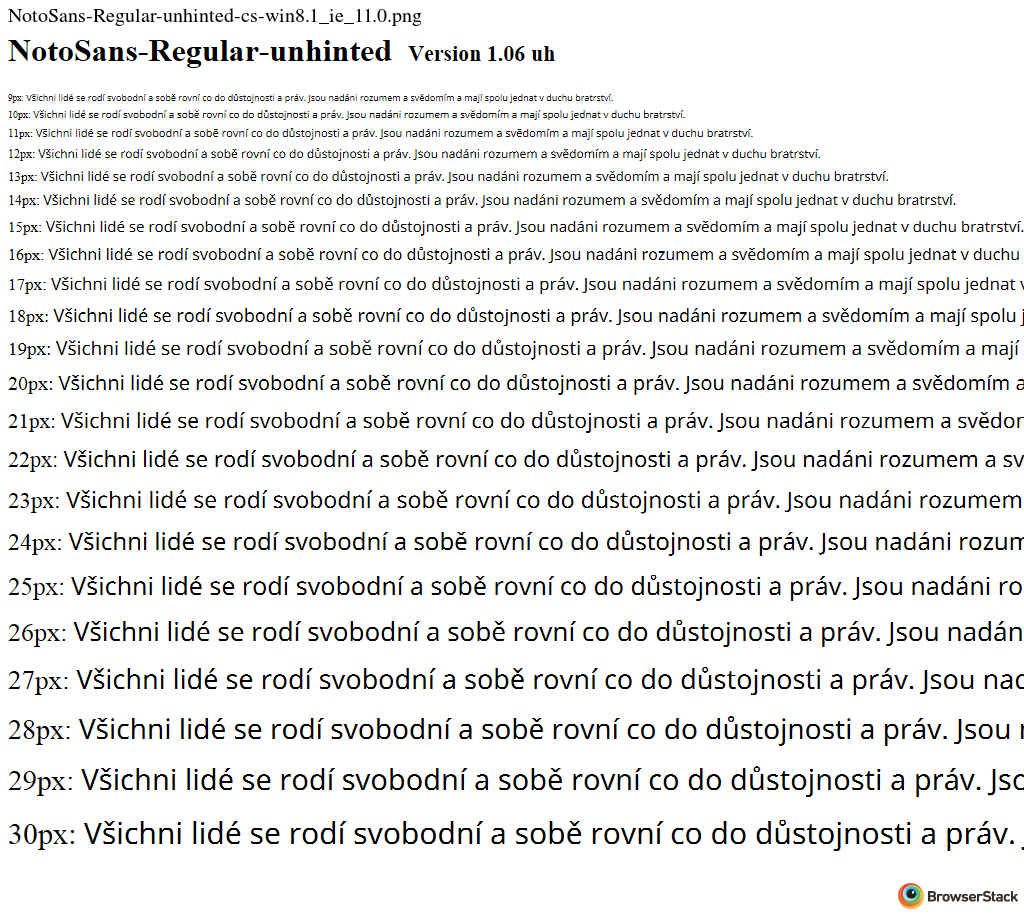 NotoSans-Regular-unhinted-cs-win8.1_ie_11.0.png
NotoSans-Regular-unhinted Version 1.06 uh
9px: Všichni lidé se rodí svobodní a sobě rovní co do důstojnosti a práv. Jsou nadáni rozumem a svědomím a mají spolu jednat v duchu bratrství.
10px: Všichni lidé se rodí svobodní a sobě rovní co do důstojnosti a práv. Jsou nadáni rozumem a svědomím a mají spolu jednat v duchu bratrství.
11px: Všichni lidé se rodí svobodní a sobě rovní co do důstojnosti a práv. Jsou nadáni rozumem a svědomím a mají spolu jednat v duchu bratrství.
12px: Všichni lidé se rodí svobodní a sobě rovní co do důstojnosti a práv. Jsou nadáni rozumem a svědomím a mají spolu jednat v duchu bratrství.
13px: Všichni lidé se rodí svobodní a sobě rovní co do důstojnosti a práv. Jsou nadáni rozumem a svědomím a mají spolu jednat v duchu bratrství.
14px: Všichni lidé se rodí svobodní a sobě rovní co do důstojnosti a práv. Jsou nadáni rozumem a svědomím a mají spolu jednat v duchu bratrství.
15px: Všichni lidé se rodí svobodní a sobě rovní co do důstojnosti a práv. Jsou nadáni rozumem a svědomím a mají spolu jednat v duchu bratrství.
16px: Všichni lidé se rodí svobodní a sobě rovní co do důstojnosti a práv. Jsou nadáni rozumem a svědomím a mají spolu jednat v duchu
17px: Všichni lidé se rodí svobodní a sobě rovní co do důstojnosti a práv. Jsou nadáni rozumem a svědomím a mají spolu jednat v
18px: Všichni lidé se rodí svobodní a sobě rovní co do důstojnosti a práv. Jsou nadáni rozumem a svědomím a mají spolu j
19px: Všichni lidé se rodí svobodní a sobě rovní co do důstojnosti a práv. Jsou nadáni rozumem a svědomím a mají
20px: Všichni lidé se rodí svobodní a sobě rovní co do důstojnosti a práv. Jsou nadáni rozumem a svědomím a
21px: Všichni lidé se rodí svobodní a sobě rovní co do důstojnosti a práv. Jsou nadáni rozumem a svědor
22px: Všichni lidé se rodí svobodní a sobě rovní co do důstojnosti a práv. Jsou nadáni rozumem a sv
23px: Všichni lidé se rodí svobodní a sobě rovní co do důstojnosti a práv. Jsou nadáni rozumem
24px: Všichni lidé se rodí svobodní a sobě rovní co do důstojnosti a práv. Jsou nadáni rozum
25px: Všichni lidé se rodí svobodní a sobě rovní co do důstojnosti a práv. Jsou nadáni ro
26px: Všichni lidé se rodí svobodní a sobě rovní co do důstojnosti a práv. Jsou nadán
27px: Všichni lidé se rodí svobodní a sobě rovní co do důstojnosti a práv. Jsou nad
28px: Všichni lidé se rodí svobodní a sobě rovní co do důstojnosti a práv. Jsou
29px: Všichni lidé se rodí svobodní a sobě rovní co do důstojnosti a práv. Jso
30px: Všichni lidé se rodí svobodní a sobě rovní co do důstojnosti a práv.
BrowserStack